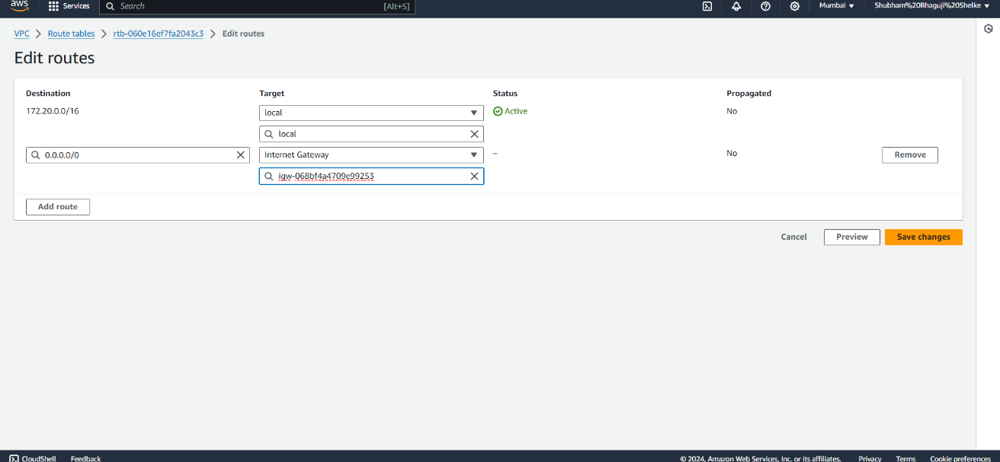 aws
Services
Search
[Alt+S]
Mumbai
Shubham%20Bhaguji%20Shelke
VPC
Route tables
rtb-060e16ef7fa2043c3
Edit routes
Edit routes
Destination Target Status Propagated
172.20.0.0/16 local Active No
local
0.0.0.0/0 Internet Gateway – No Remove
igw-068bf4a4709e99253
Add route
Cancel Preview Save changes
CloudShell Feedback © 2024, Amazon Web Services, Inc. or its affiliates. Privacy Terms Cookie preferences